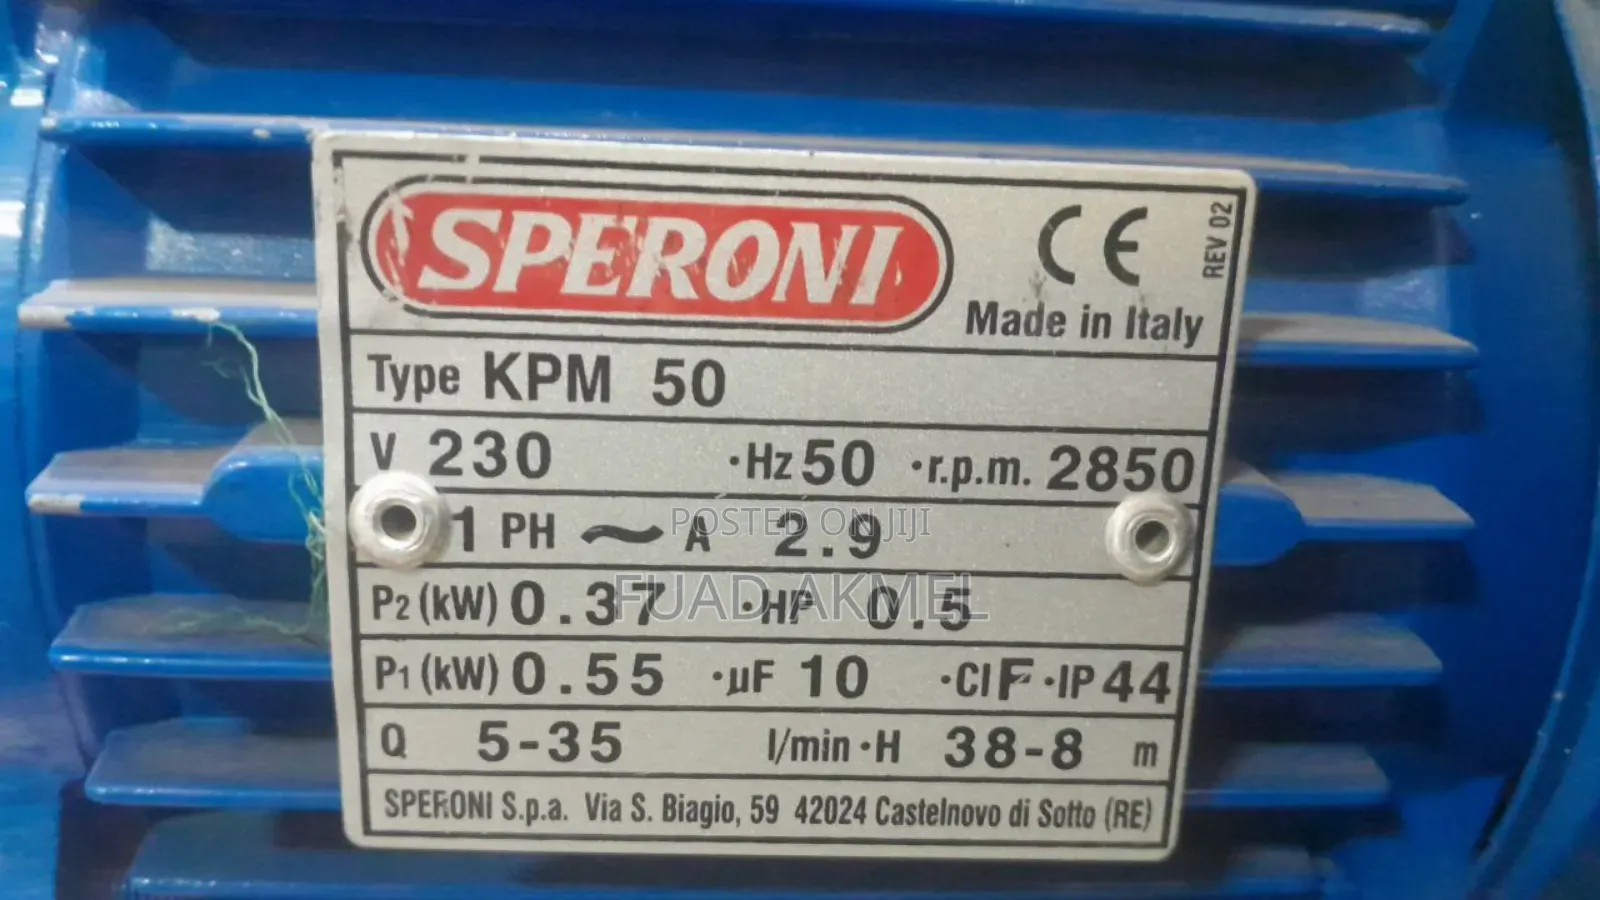 SPERONI
CE
REV 02
Made in Italy
Type KPM 50
V 230 ·Hz 50 ·r.p.m. 2850
1 PH ~ A 2.9
POSTED ON JIJI
P2 (kW) 0.37 ·HP 0.5
FUAD AKMEL
P1 (kW) 0.55 ·µF 10 ·Cl F ·IP 44
Q 5-35 l/min ·H 38-8 m
SPERONI S.p.a. Via S. Biagio, 59 42024 Castelnovo di Sotto (RE)